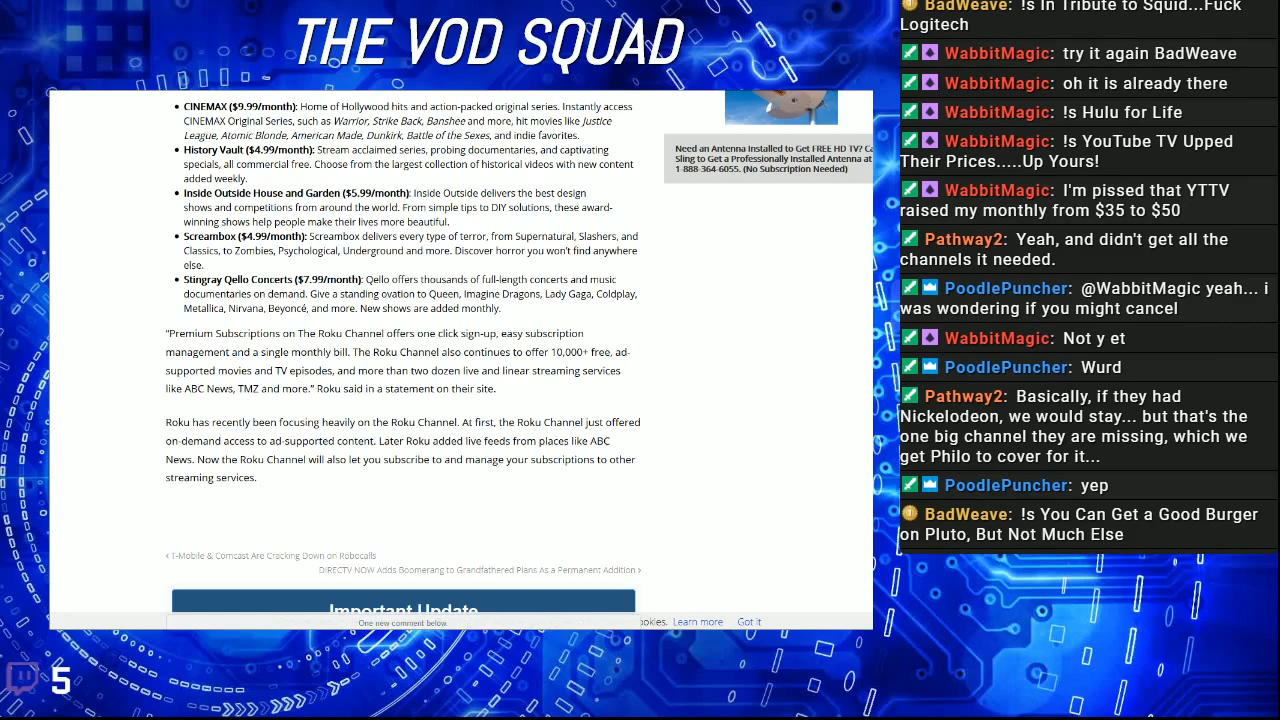 THE VOD SQUAD
CINEMAX ($9.99/month): Home of Hollywood hits and action-packed original series. Instantly access
CINEMAX Original Series, such as Warrior, Strike Back, Banshee and more, hit movies like Justice
League, Atomic Blonde, American Made, Dunkirk, Battle of the Sexes, and indie favorites.
History Vault ($4.99/month): Stream acclaimed series, probing documentaries, and captivating
specials, all commercial free. Choose from the largest collection of historical videos with new content
added weekly.
Inside Outside House and Garden ($5.99/month): Inside Outside delivers the best design
shows and competitions from around the world. From simple tips to DIY solutions, these award-
winning shows help people make their lives more beautiful.
Screambox ($4.99/month): Screambox delivers every type of terror, from Supernatural, Slashers, and
Classics, to Zombies, Psychological, Underground and more. Discover horror you won't find anywhere
else.
Stingray Qello Concerts ($7.99/month): Qello offers thousands of full-length concerts and music
documentaries on demand. Give a standing ovation to Queen, Imagine Dragons, Lady Gaga, Coldplay,
Metallica, Nirvana, Beyoncé, and more. New shows are added monthly.
“Premium Subscriptions on The Roku Channel offers one click sign-up, easy subscription
management and a single monthly bill. The Roku Channel also continues to offer 10,000+ free, ad-
supported movies and TV episodes, and more than two dozen live and linear streaming services
like ABC News, TMZ and more.” Roku said in a statement on their site.
Roku has recently been focusing heavily on the Roku Channel. At first, the Roku Channel just offered
on-demand access to ad-supported content. Later Roku added live feeds from places like ABC
News. Now the Roku Channel will also let you subscribe to and manage your subscriptions to other
streaming services.
‹ T-Mobile & Comcast Are Cracking Down on Robocalls
DIRECTV NOW Adds Boomerang to Grandfathered Plans As a Permanent Addition ›
Important Update
One new comment below.
ookies. Learn more Got it
Need an Antenna Installed to Get FREE HD TV? Ca
Sling to Get a Professionally Installed Antenna at
1-888-364-6055. (No Subscription Needed)
5
BadWeave: !s In Tribute to Squid...Fuck
Logitech
WabbitMagic: try it again BadWeave
WabbitMagic: oh it is already there
WabbitMagic: !s Hulu for Life
WabbitMagic: !s YouTube TV Upped
Their Prices.....Up Yours!
WabbitMagic: I'm pissed that YTTV
raised my monthly from $35 to $50
Pathway2: Yeah, and didn't get all the
channels it needed.
PoodlePuncher: @WabbitMagic yeah... i
was wondering if you might cancel
WabbitMagic: Not y et
PoodlePuncher: Wurd
Pathway2: Basically, if they had
Nickelodeon, we would stay... but that's the
one big channel they are missing, which we
get Philo to cover for it...
PoodlePuncher: yep
BadWeave: !s You Can Get a Good Burger
on Pluto, But Not Much Else